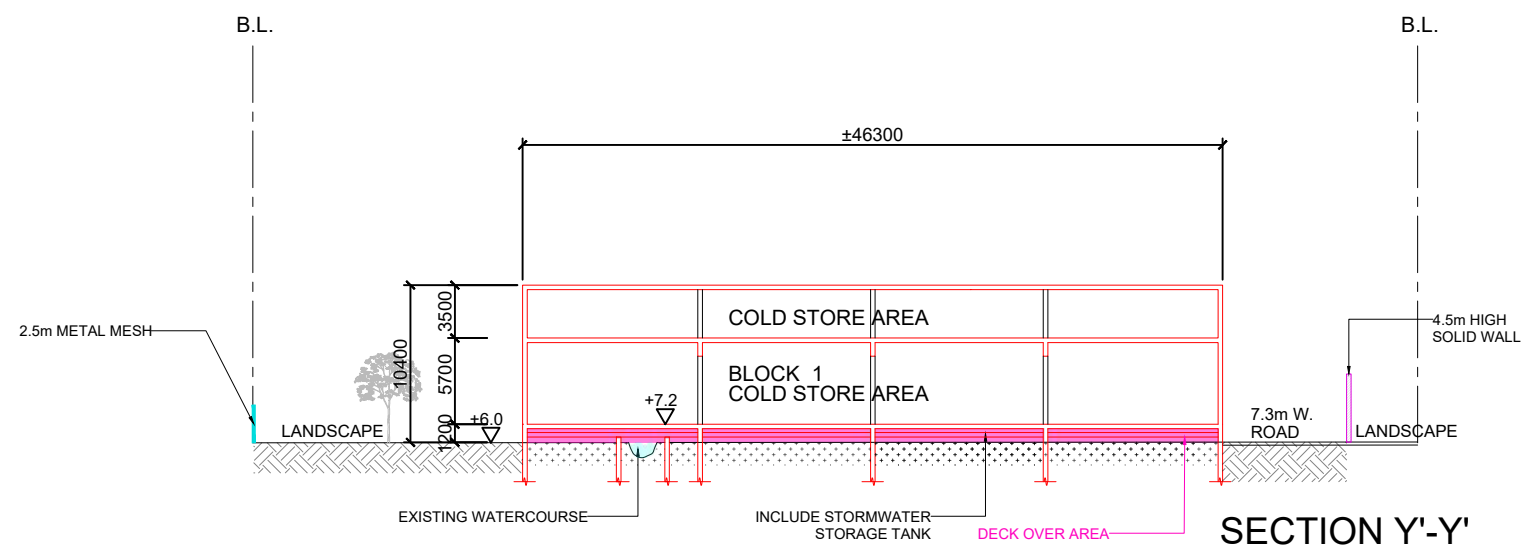 B.L.
B.L.
±46300
2.5m METAL MESH
10400
3500
5700
1200
COLD STORE AREA
BLOCK 1
COLD STORE AREA
4.5m HIGH
SOLID WALL
+6.0
+7.2
LANDSCAPE
7.3m W.
ROAD
LANDSCAPE
EXISTING WATERCOURSE
INCLUDE STORMWATER
STORAGE TANK
DECK OVER AREA
SECTION Y'-Y'